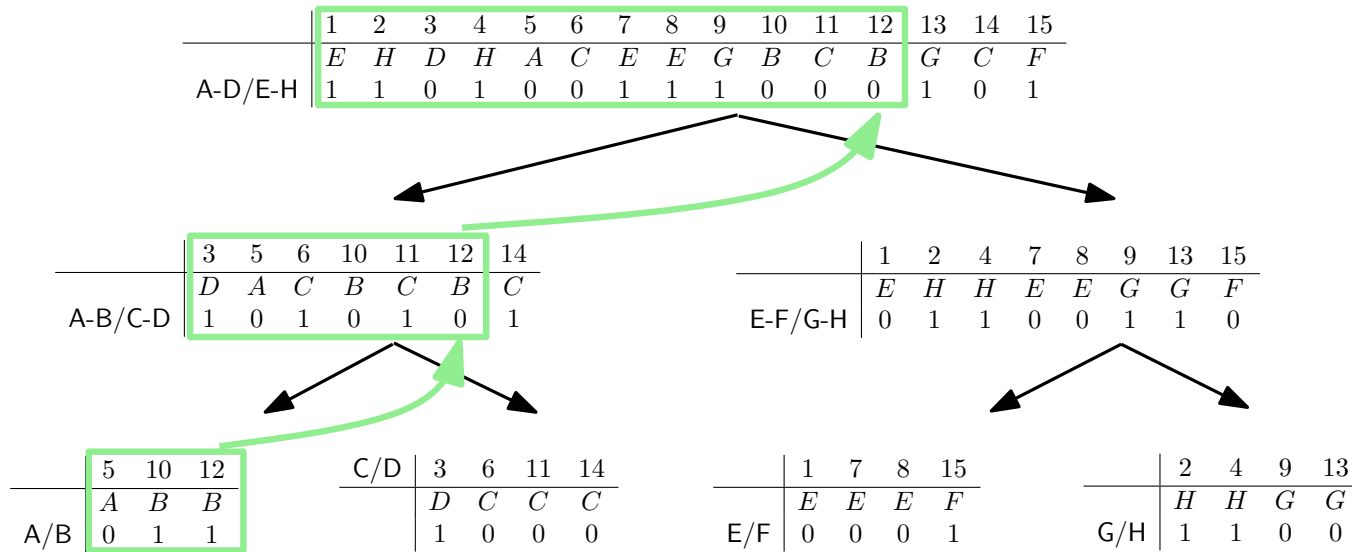 1 2 3 4 5 6 7 8 9 10 11 12 13 14 15
E H D H A C E E G B C B G C F
A-D/E-H 1 1 0 1 0 0 1 1 1 0 0 0 1 0 1
3 5 6 10 11 12 14
D A C B C B C
A-B/C-D 1 0 1 0 1 0 1
1 2 4 7 8 9 13 15
E H H E E G G F
E-F/G-H 0 1 1 0 0 1 1 0
5 10 12
A B B
A/B 0 1 1
C/D 3 6 11 14
D C C C
1 0 0 0
1 7 8 15
E E E F
E/F 0 0 0 1
2 4 9 13
H H G G
G/H 1 1 0 0